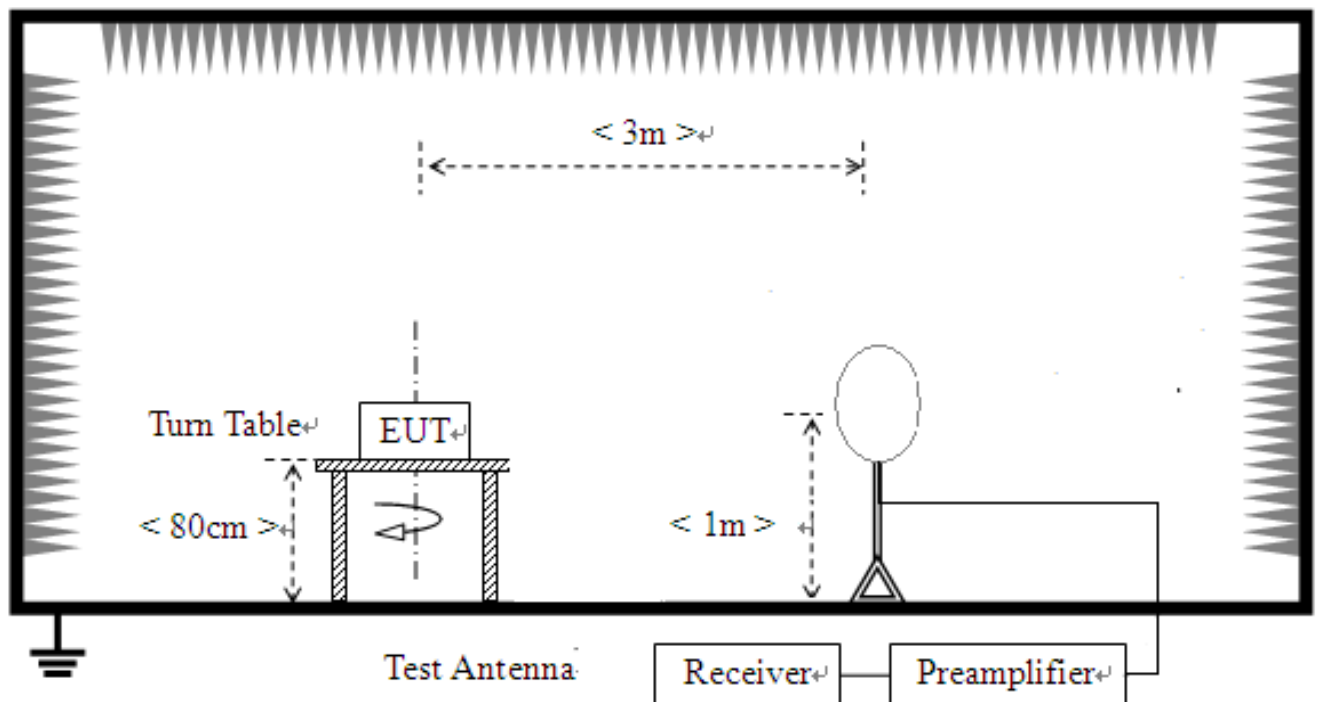 < 3m >↵
Turn Table↵
EUT↵
< 80cm >↵
< 1m >
↵
Test Antenna
Receiver↵
Preamplifier↵